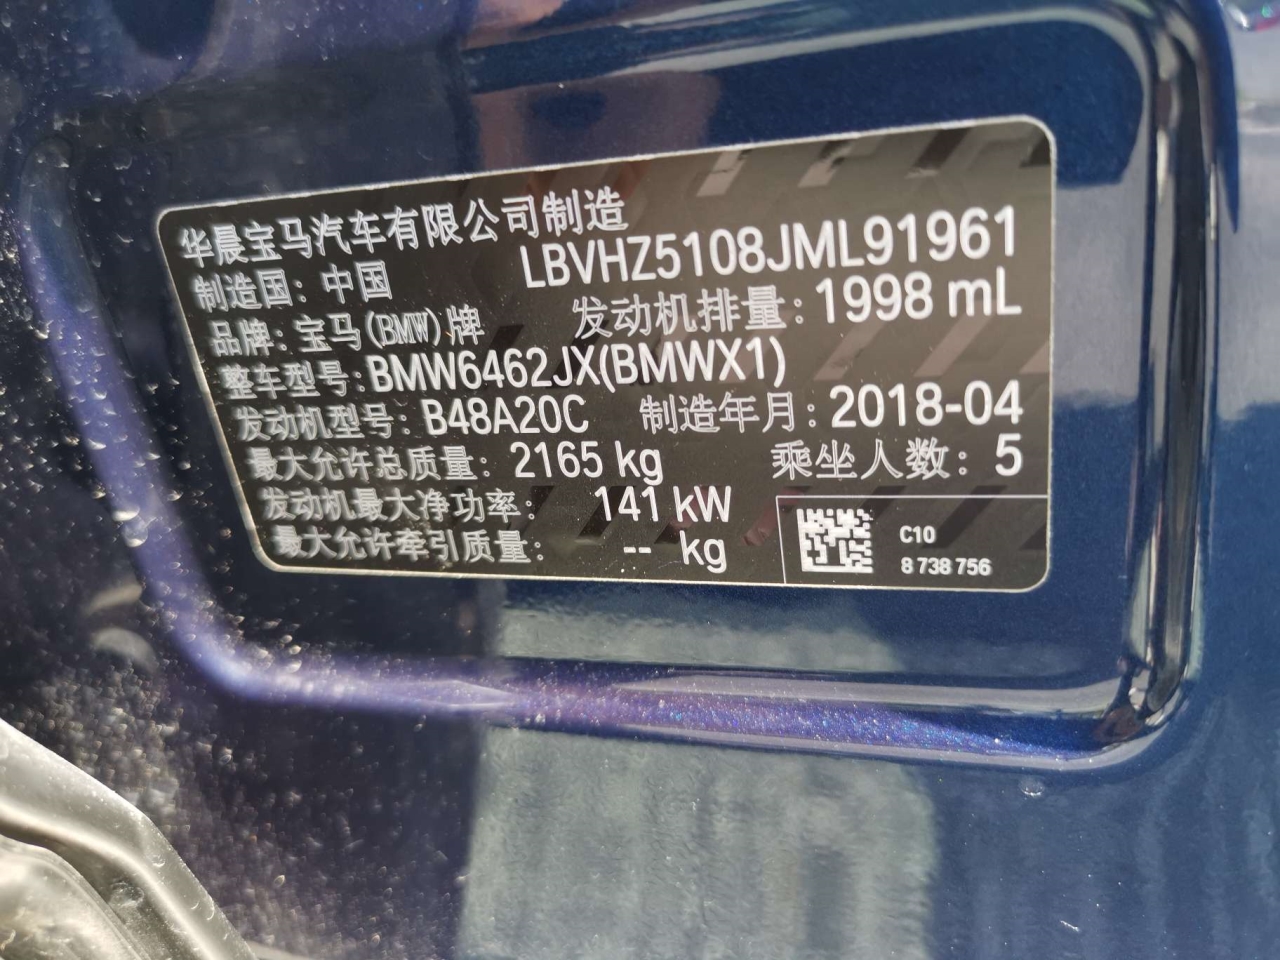 华晨宝马汽车有限公司制造
制造国：中国 LBVHZ5108JML91961
品牌：宝马(BMW)牌 发动机排量：1998 mL
整车型号：BMW6462JX(BMWX1)
发动机型号：B48A20C 制造年月：2018-04
最大允许总质量：2165 kg 乘坐人数：5
发动机最大净功率：141 kW
最大允许牵引质量：-- kg
C10
8 738 756